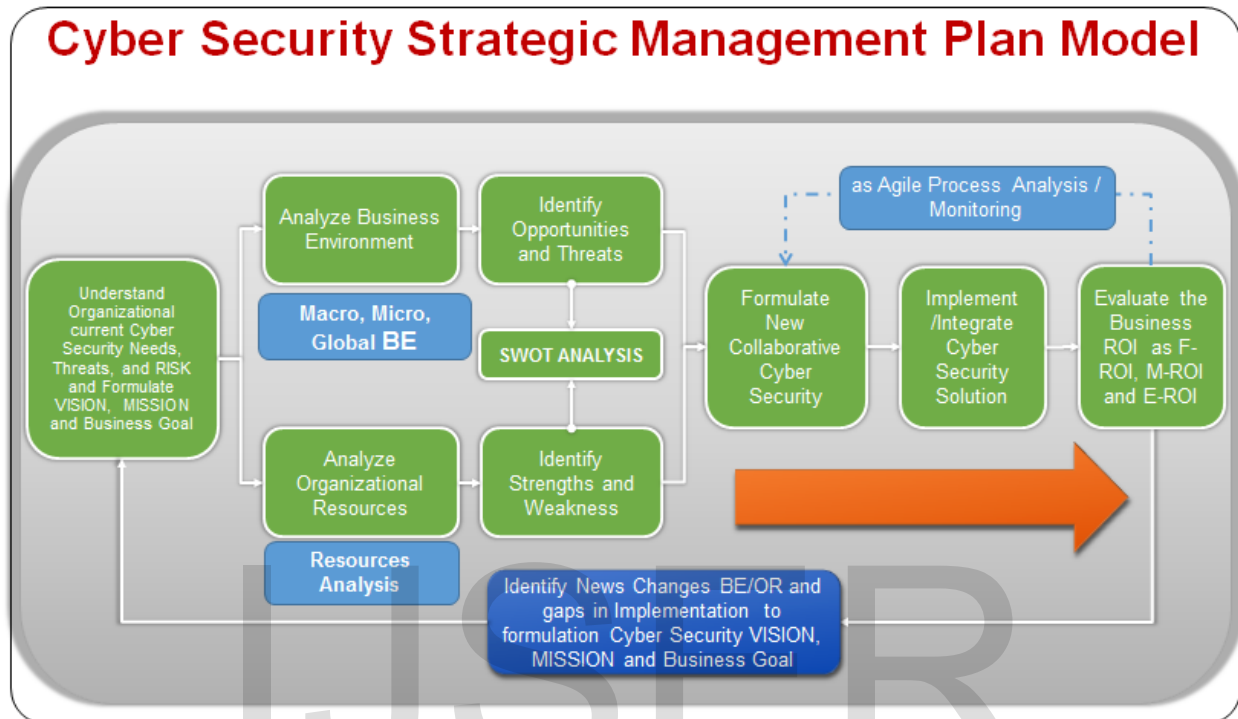 Cyber Security Strategic Management Plan Model
Understand
Organizational
current Cyber
Security Needs,
Threats, and RISK
and Formulate
VISION, MISSION
and Business Goal
Analyze Business
Environment
Macro, Micro,
Global BE
Identify
Opportunities
and Threats
SWOT ANALYSIS
Analyze
Organizational
Resources
Resources
Analysis
Identify
Strengths and
Weakness
as Agile Process Analysis /
Monitoring
Formulate
New
Collaborative
Cyber
Security
Implement
/Integrate
Cyber
Security
Solution
Evaluate the
Business
ROI as F-
ROI, M-ROI
and E-ROI
Identify News Changes BE/OR and
gaps in Implementation to
formulation Cyber Security VISION,
MISSION and Business Goal
IJSER